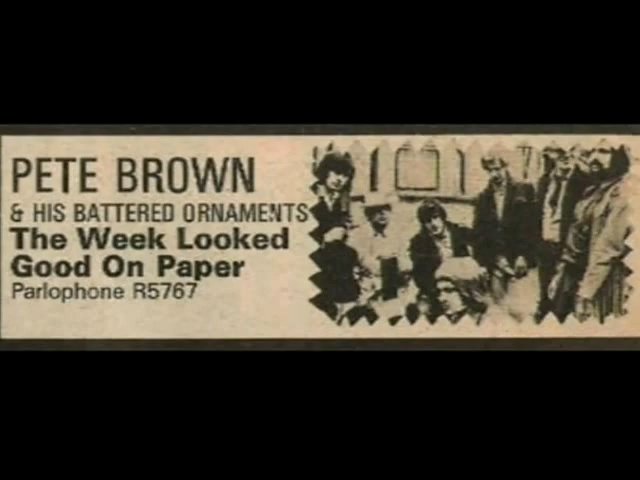 PETE BROWN
& HIS BATTERED ORNAMENTS
The Week Looked
Good On Paper
Parlophone R5767